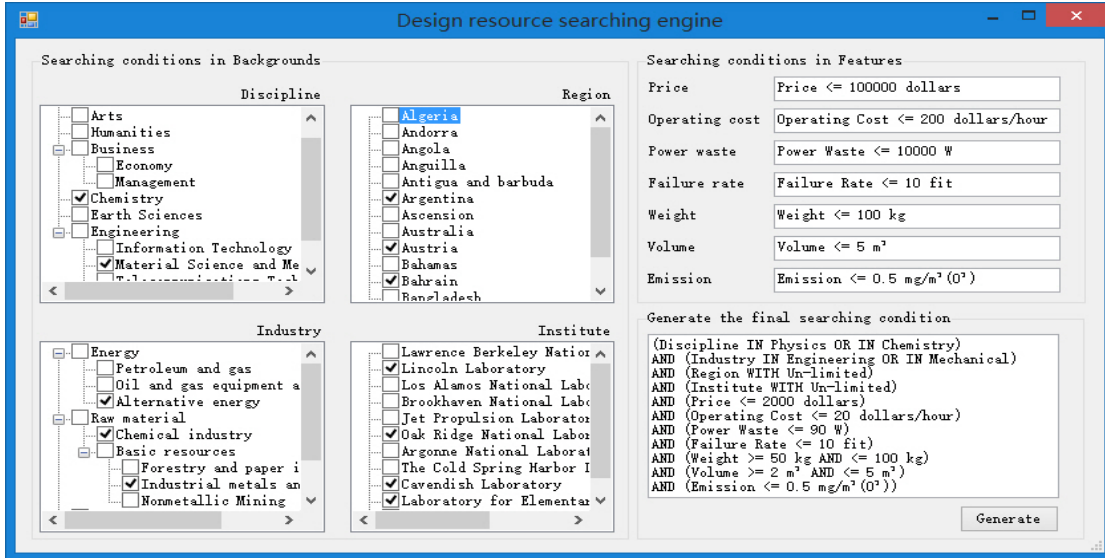 Design resource searching engine
Searching conditions in Backgrounds
Discipline
Arts
Humanities
Business
Economy
Management
Chemistry
Earth Sciences
Engineering
Information Technology
Material Science and Me
Region
Algeria
Andorra
Angola
Anguilla
Antigua and barbuda
Argentina
Ascension
Australia
Austria
Bahamas
Bahrain
Bangladesh
Industry
Energy
Petroleum and gas
Oil and gas equipment a
Alternative energy
Raw material
Chemical industry
Basic resources
Forestry and paper i
Industrial metals an
Nonmetallic Mining
Institute
Lawrence Berkeley Nation
Lincoln Laboratory
Los Alamos National Labo
Brookhaven National Labo
Jet Propulsion Laborator
Oak Ridge National Labor
Argonne National Laborat
The Cold Spring Harbor I
Cavendish Laboratory
Laboratory for Elementar
Searching conditions in Features
Price Price <= 100000 dollars
Operating cost Operating Cost <= 200 dollars/hour
Power waste Power Waste <= 10000 W
Failure rate Failure Rate <= 10 fit
Weight Weight <= 100 kg
Volume Volume <= 5 m³
Emission Emission <= 0.5 mg/m³(0³)
Generate the final searching condition
(Discipline IN Physics OR IN Chemistry)
AND (Industry IN Engineering OR IN Mechanical)
AND (Region WITH Un-limited)
AND (Institute WITH Un-limited)
AND (Price <= 2000 dollars)
AND (Operating Cost <= 20 dollars/hour)
AND (Power Waste <= 90 W)
AND (Failure Rate <= 10 fit)
AND (Weight >= 50 kg AND <= 100 kg)
AND (Volume >= 2 m³ AND <= 5 m³)
AND (Emission <= 0.5 mg/m³(0³))
Generate